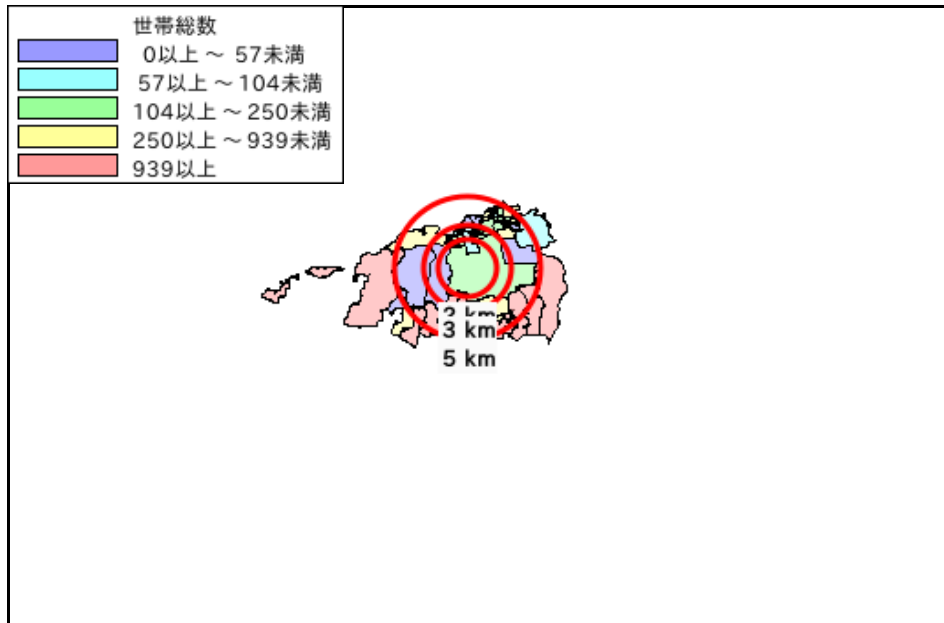 世帯総数
0以上 ～ 57未満
57以上 ～ 104未満
104以上 ～ 250未満
250以上 ～ 939未満
939以上
3 km
5 km